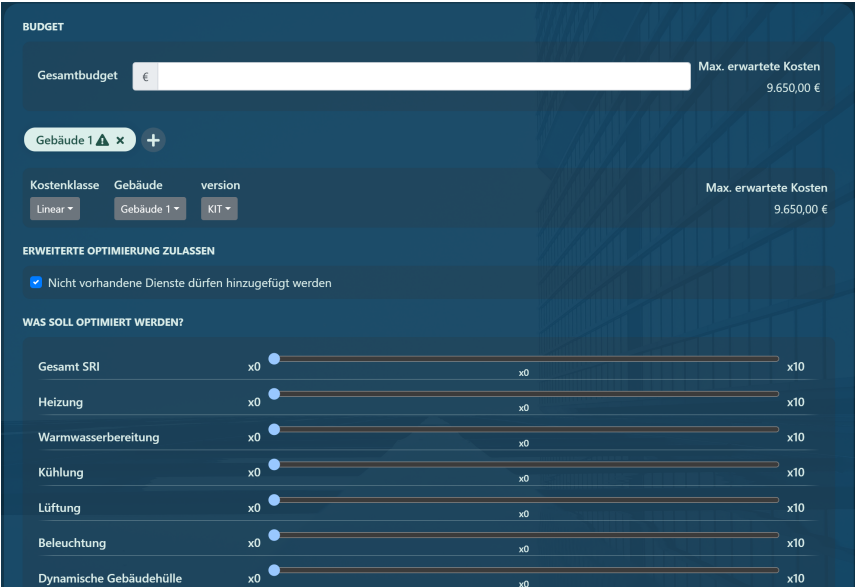 BUDGET
Gesamtbudget € Max. erwartete Kosten
9.650,00 €
Gebäude 1 × +
Kostenklasse Gebäude version Max. erwartete Kosten
Linear Gebäude 1 KIT 9.650,00 €
ERWEITERTE OPTIMIERUNG ZULASSEN
Nicht vorhandene Dienste dürfen hinzugefügt werden
WAS SOLL OPTIMIERT WERDEN?
Gesamt SRI x0 x10
x0
Heizung x0 x10
x0
Warmwasserbereitung x0 x10
x0
Kühlung x0 x10
x0
Lüftung x0 x10
x0
Beleuchtung x0 x10
x0
Dynamische Gebäudehülle x0 x10
x0